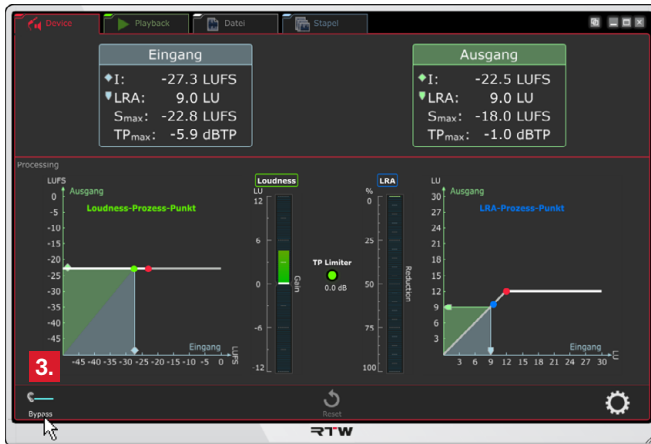 Device
Playback
Datei
Stapel
Eingang
I: -27.3 LUFS
LRA: 9.0 LU
Smax: -22.8 LUFS
TPmax: -5.9 dBTP
Ausgang
I: -22.5 LUFS
LRA: 9.0 LU
Smax: -18.0 LUFS
TPmax: -1.0 dBTP
Processing
LUFS
Ausgang
Loudness-Prozess-Punkt
0
-5
-10
-15
-20
-25
-30
-35
-40
-45
Eingang
-45 -40 -35 -30 -25 -20 -15 -10 -5 0
LUFS
Loudness
LU
12
6
0
-6
-12
Gain
TP Limiter
0.0 dB
LRA
%
0
25
50
75
100
Reduction
LU
Ausgang
LRA-Prozess-Punkt
30
27
24
21
18
15
12
9
6
3
Eingang
3 6 9 12 15 18 21 24 27 30
LU
3.
Bypass
Reset
RTW